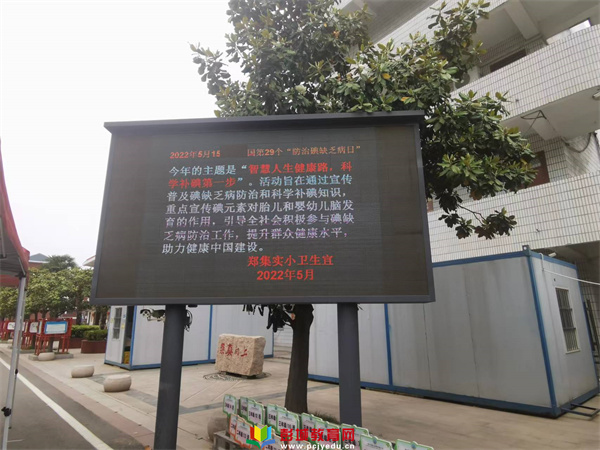 2022年5月15 国第29个“防治碘缺乏病日”
今年的主题是“智慧人生健康路，科
学补碘第一步”。活动旨在通过宣传
普及碘缺乏病防治和科学补碘知识，
重点宣传碘元素对胎儿和婴幼儿脑发
育的作用，引导全社会积极参与碘缺
乏病防治工作，提升群众健康水平，
助力健康中国建设。
郑集实小卫生宣
2022年5月
彭城教育网
www.pcjyedu.cn